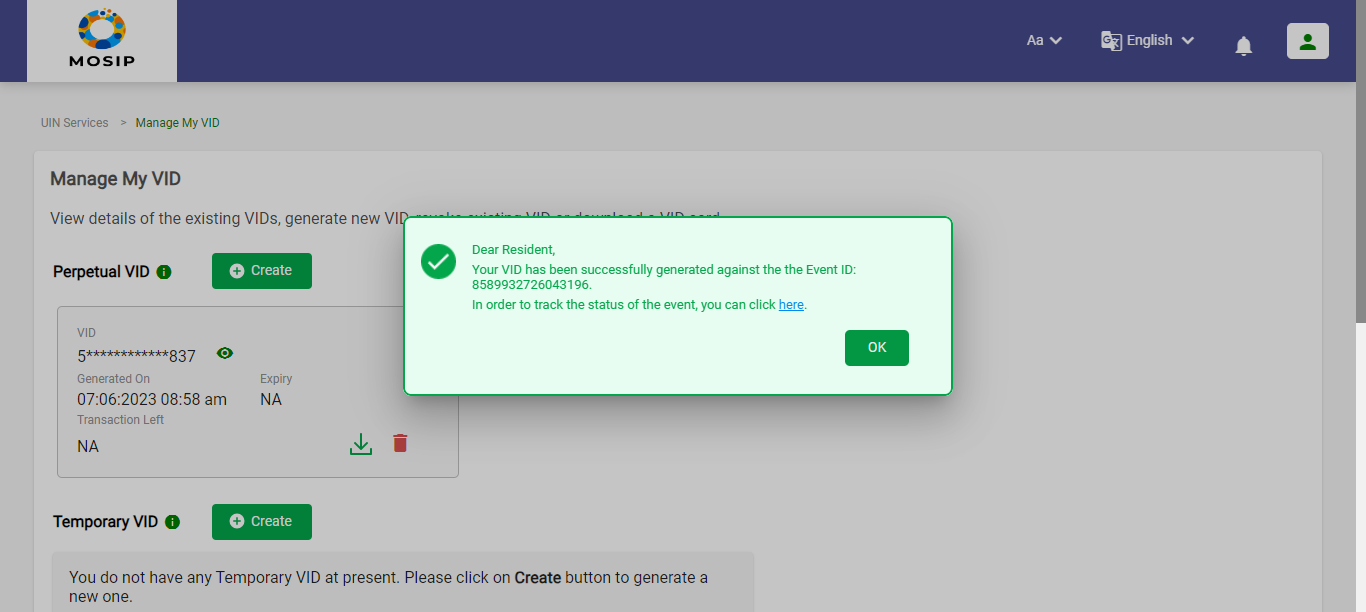 MOSIP
Aa
English
UIN Services > Manage My VID
Manage My VID
View details of the existing VIDs, generate new VID, revoke existing VID or download a VID card
Dear Resident,
Your VID has been successfully generated against the the Event ID:
8589932726043196.
In order to track the status of the event, you can click here.
OK
Perpetual VID
Create
VID
5************837
Generated On
Expiry
07:06:2023 08:58 am
NA
Transaction Left
NA
Temporary VID
Create
You do not have any Temporary VID at present. Please click on Create button to generate a
new one.